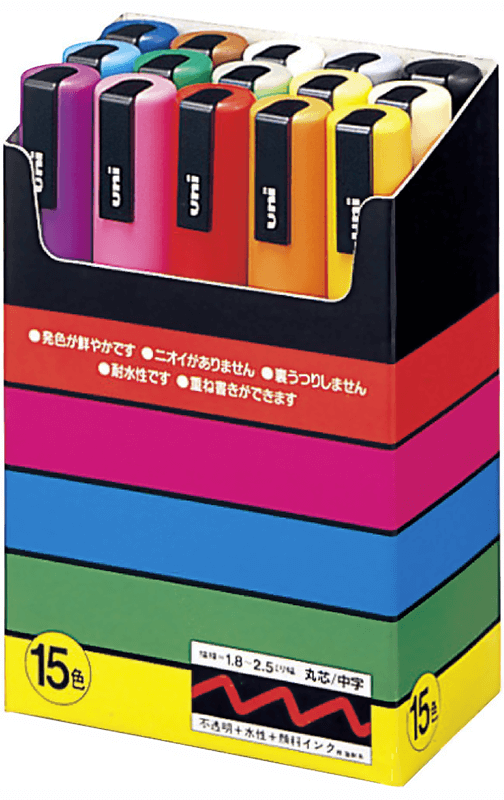 uni
uni
uni
uni
uni
●発色が鮮やかです ●ニオイがありません ●裏うつりしません
●耐水性です ●重ね書きができます
15色
1.8~2.5ミリ幅 丸芯/中字
不透明+水性+顔料インク
15色